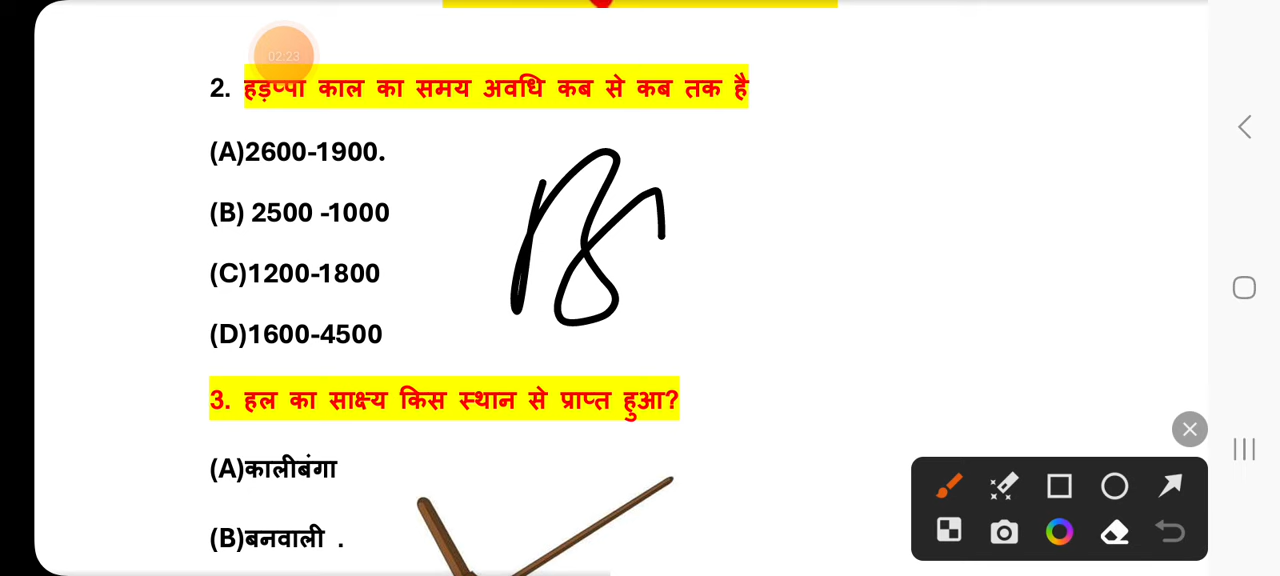 02:23
2. हड़प्पा काल का समय अवधि कब से कब तक है
(A)2600-1900.
(B) 2500 -1000
(C)1200-1800
(D)1600-4500
3. हल का साक्ष्य किस स्थान से प्राप्त हुआ?
(A)कालीबंगा
(B)बनवाली .